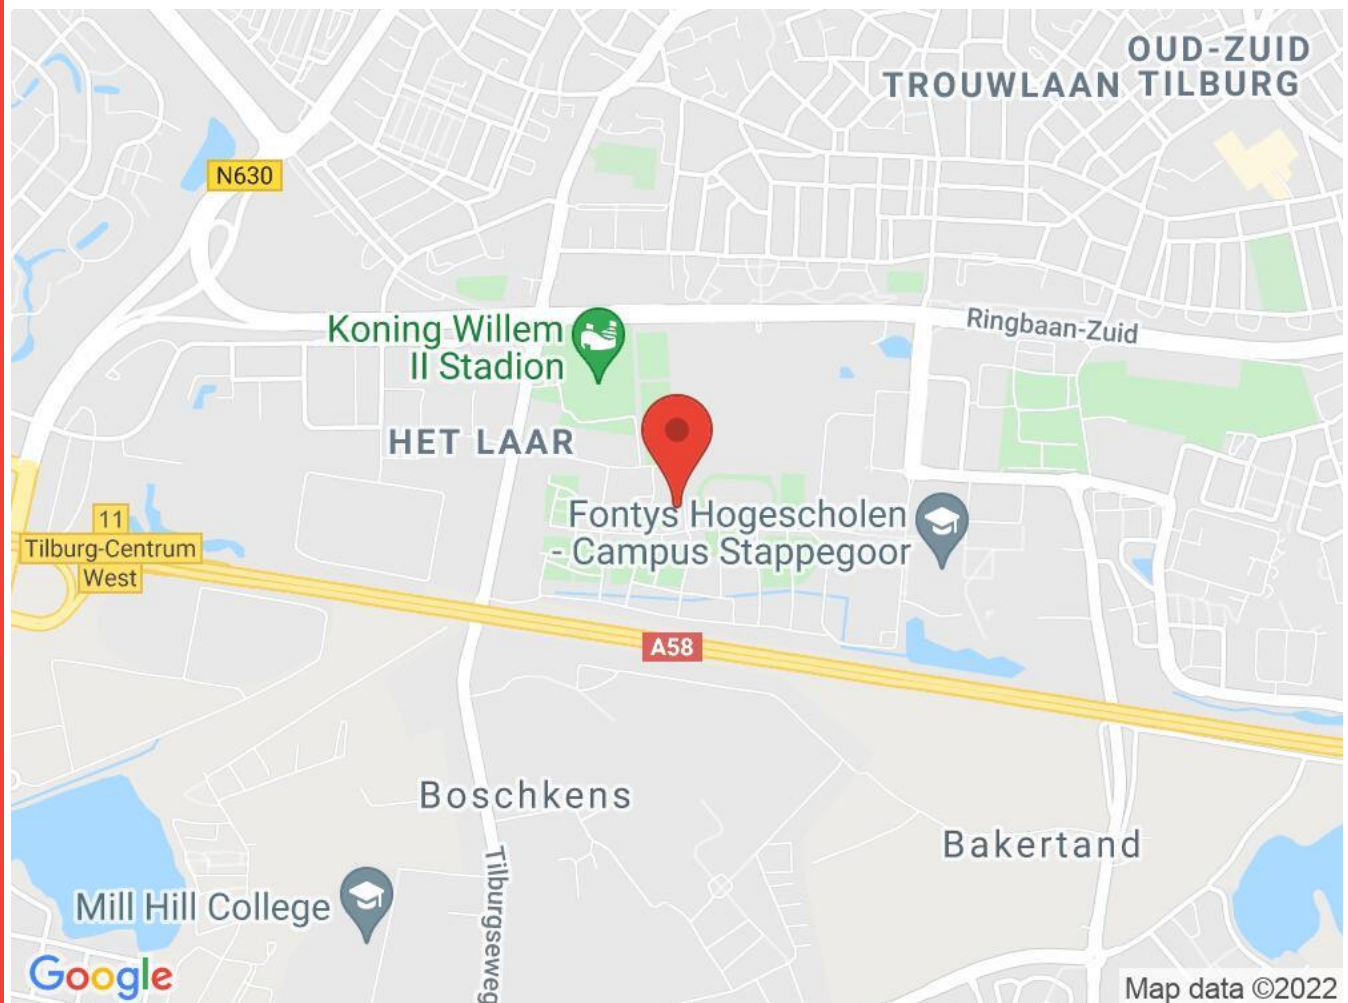 OUD-ZUID
TROUWLAAN TILBURG
N630
Koning Willem
II Stadion
Ringbaan-Zuid
HET LAAR
11
Tilburg-Centrum
West
Fontys Hogescholen
- Campus Stappegoor
A58
Boschkens
Bakertand
Tilburgseweg
Mill Hill College
Google
Map data ©2022